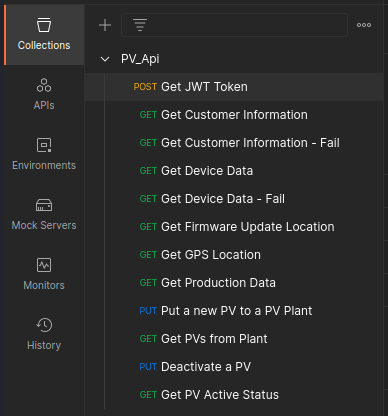 Collections
APIs
Environments
Mock Servers
Monitors
History
PV_Api
POST Get JWT Token
GET Get Customer Information
GET Get Customer Information - Fail
GET Get Device Data
GET Get Device Data - Fail
GET Get Firmware Update Location
GET Get GPS Location
GET Get Production Data
PUT Put a new PV to a PV Plant
GET Get PVs from Plant
PUT Deactivate a PV
GET Get PV Active Status